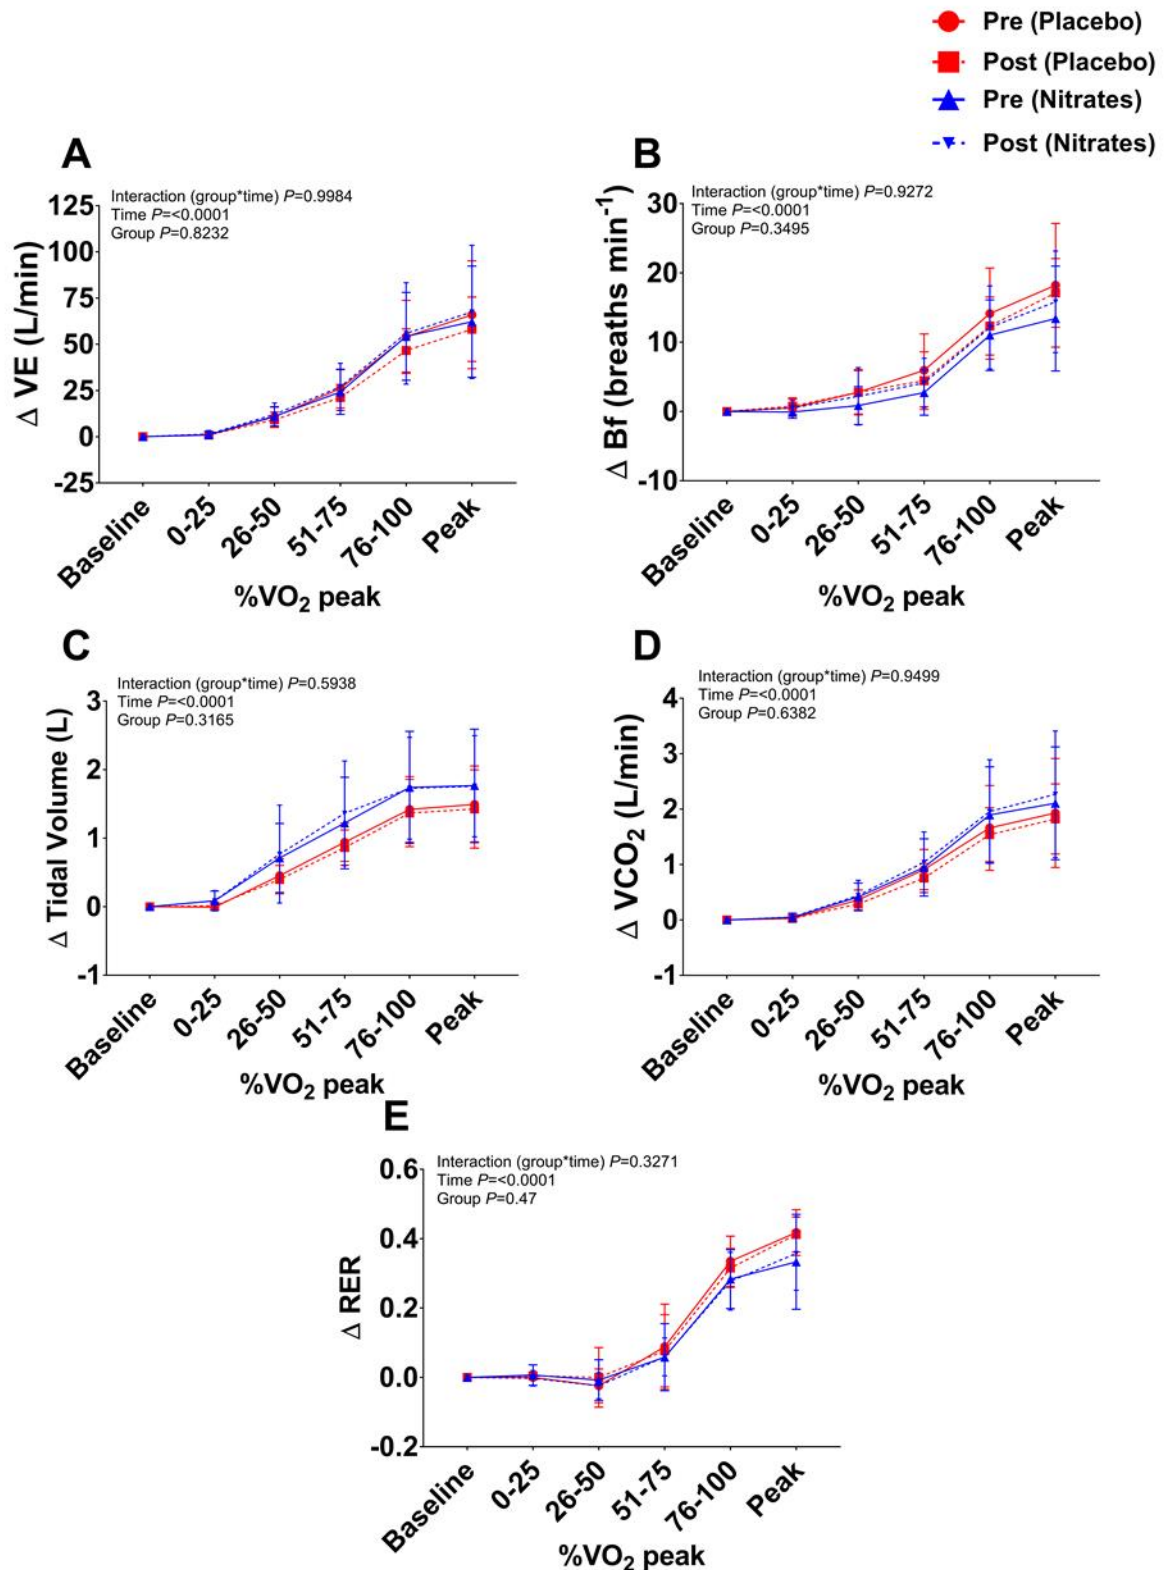 Pre (Placebo)
Post (Placebo)
Pre (Nitrates)
Post (Nitrates)
A
Interaction (group*time) P=0.9984
Time P=<0.0001
Group P=0.8232
Δ VE (L/min)
125
100
75
50
25
0
-25
Baseline
0-25
26-50
51-75
76-100
Peak
%VO₂ peak
B
Interaction (group*time) P=0.9272
Time P=<0.0001
Group P=0.3495
Δ Bf (breaths min⁻¹)
30
20
10
0
-10
Baseline
0-25
26-50
51-75
76-100
Peak
%VO₂ peak
C
Interaction (group*time) P=0.5938
Time P=<0.0001
Group P=0.3165
Δ Tidal Volume (L)
3
2
1
0
-1
Baseline
0-25
26-50
51-75
76-100
Peak
%VO₂ peak
D
Interaction (group*time) P=0.9499
Time P=<0.0001
Group P=0.6382
Δ VCO₂ (L/min)
4
3
2
1
0
-1
Baseline
0-25
26-50
51-75
76-100
Peak
%VO₂ peak
E
Interaction (group*time) P=0.3271
Time P=<0.0001
Group P=0.47
Δ RER
0.6
0.4
0.2
0.0
-0.2
Baseline
0-25
26-50
51-75
76-100
Peak
%VO₂ peak